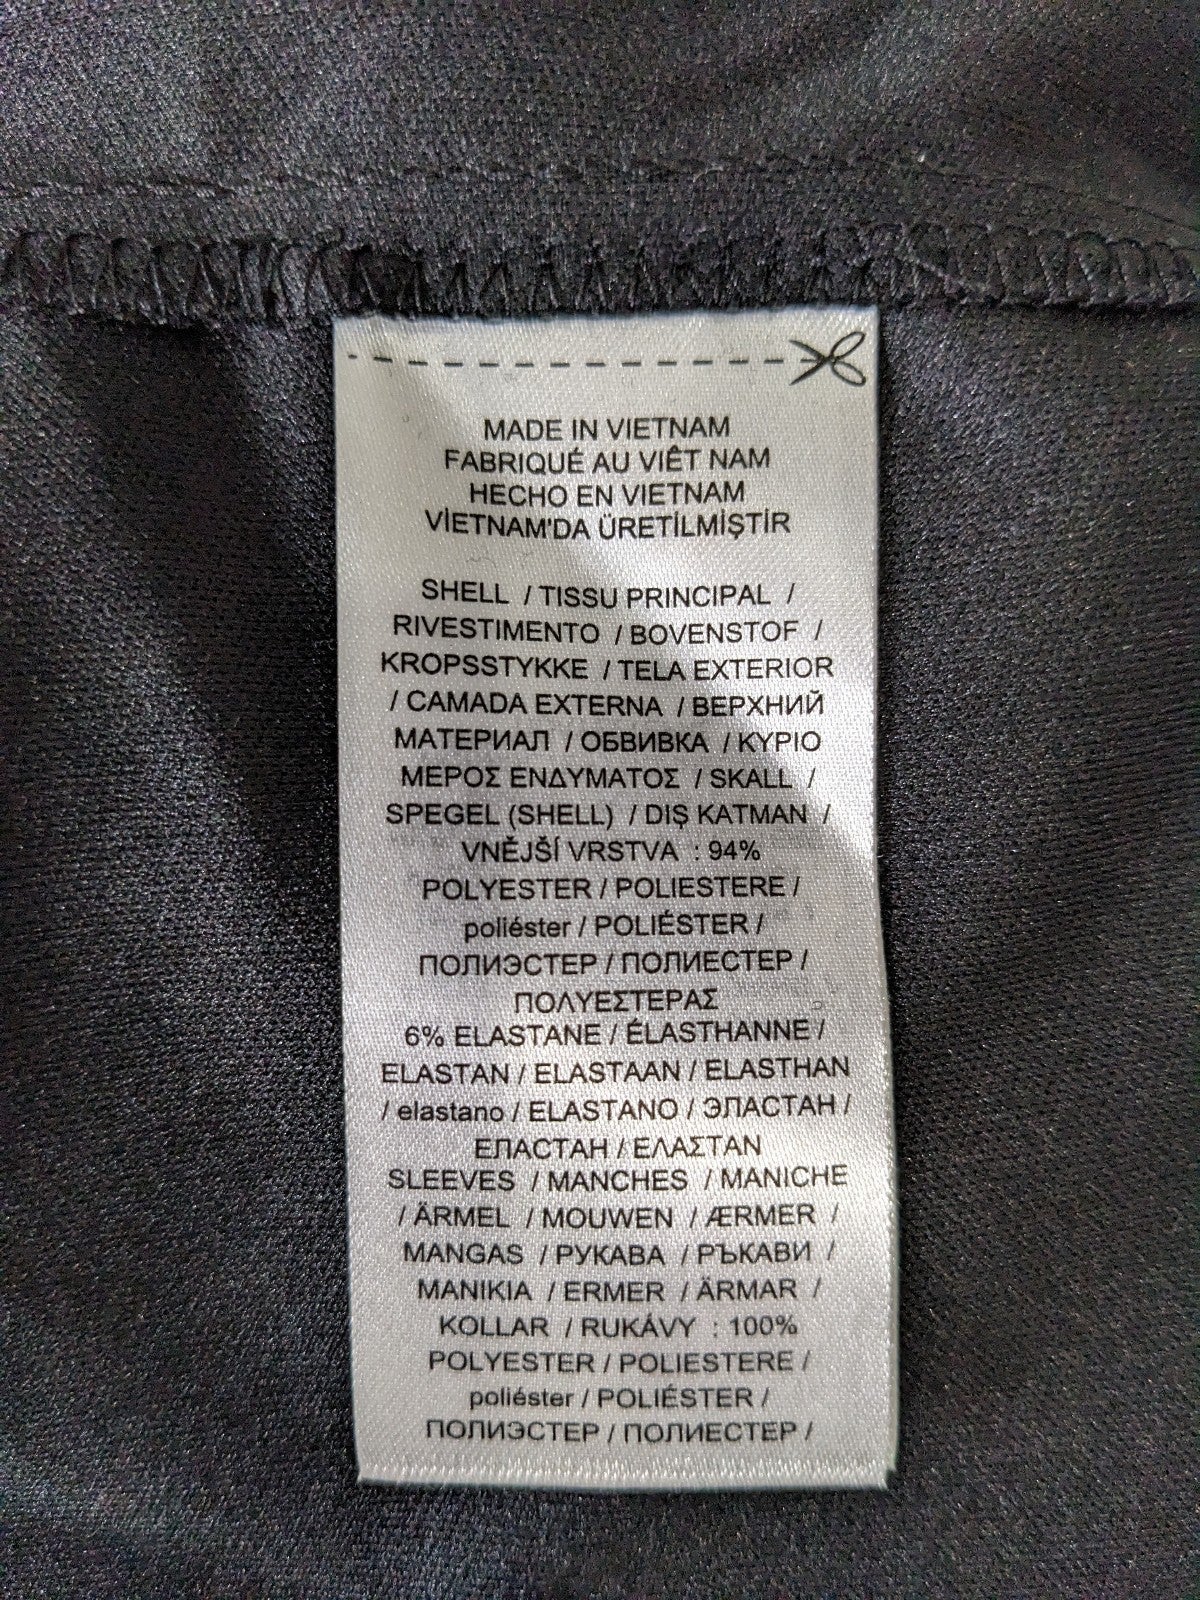 MADE IN VIETNAM
FABRIQUÉ AU VIÊT NAM
HECHO EN VIETNAM
VİETNAM'DA ÜRETİLMİŞTİR
SHELL / TISSU PRINCIPAL /
RIVESTIMENTO / BOVENSTOF /
KROPSSTYKKE / TELA EXTERIOR
/ CAMADA EXTERNA / ВЕРХНИЙ
МАТЕРИАЛ / ОБВИВКА / ΚΥΡΙΟ
ΜΕΡΟΣ ΕΝΔΥΜΑΤΟΣ / SKALL /
SPEGEL (SHELL) / DIŞ KATMAN /
VNĚJŠÍ VRSTVA : 94%
POLYESTER / POLIESTERE /
poliéster / POLIÉSTER /
ПОЛИЭСТЕР / ПОЛИЕСТЕР /
ΠΟΛΥΕΣΤΕΡΑΣ
6% ELASTANE / ÉLASTHANNE /
ELASTAN / ELASTAAN / ELASTHAN
/ elastano / ELASTANO / ЭЛАСТАН /
ЕЛАСТАН / ΕΛΑΣΤΑΝ
SLEEVES / MANCHES / MANICHE
/ ÄRMEL / MOUWEN / ÆRMER /
MANGAS / РУКАВА / РЪКАВИ /
ΜΑΝΙΚΙΑ / ERMER / ÄRMAR /
KOLLAR / RUKÁVY : 100%
POLYESTER / POLIESTERE /
poliéster / POLIÉSTER /
ПОЛИЭСТЕР / ПОЛИЕСТЕР /